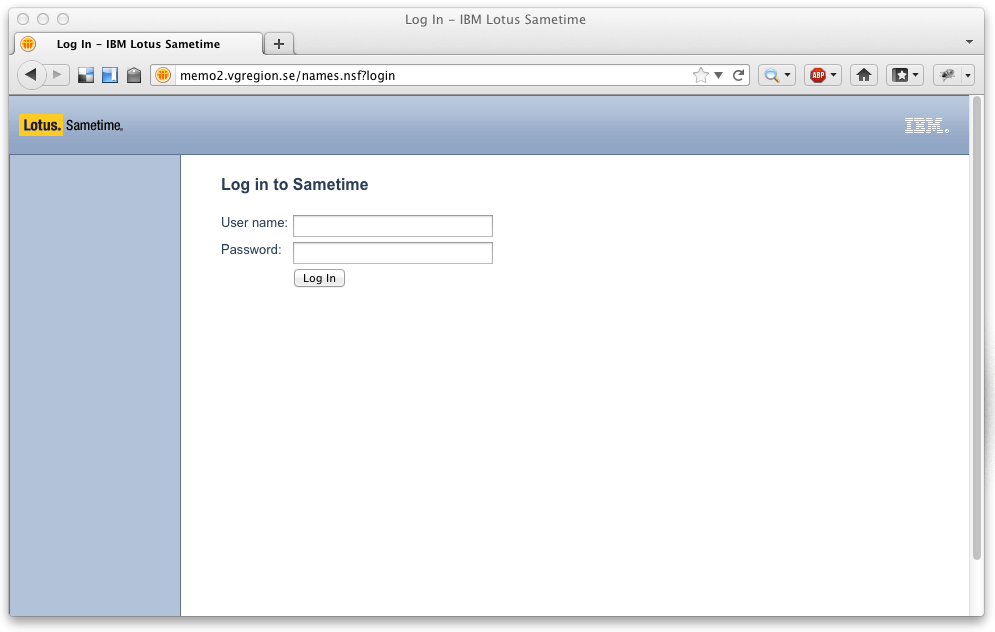 Log In – IBM Lotus Sametime
Log In – IBM Lotus Sametime
memo2.vgregion.se/names.nsf?login
ABP
Lotus. Sametime.
IBM.
Log in to Sametime
User name:
Password:
Log In